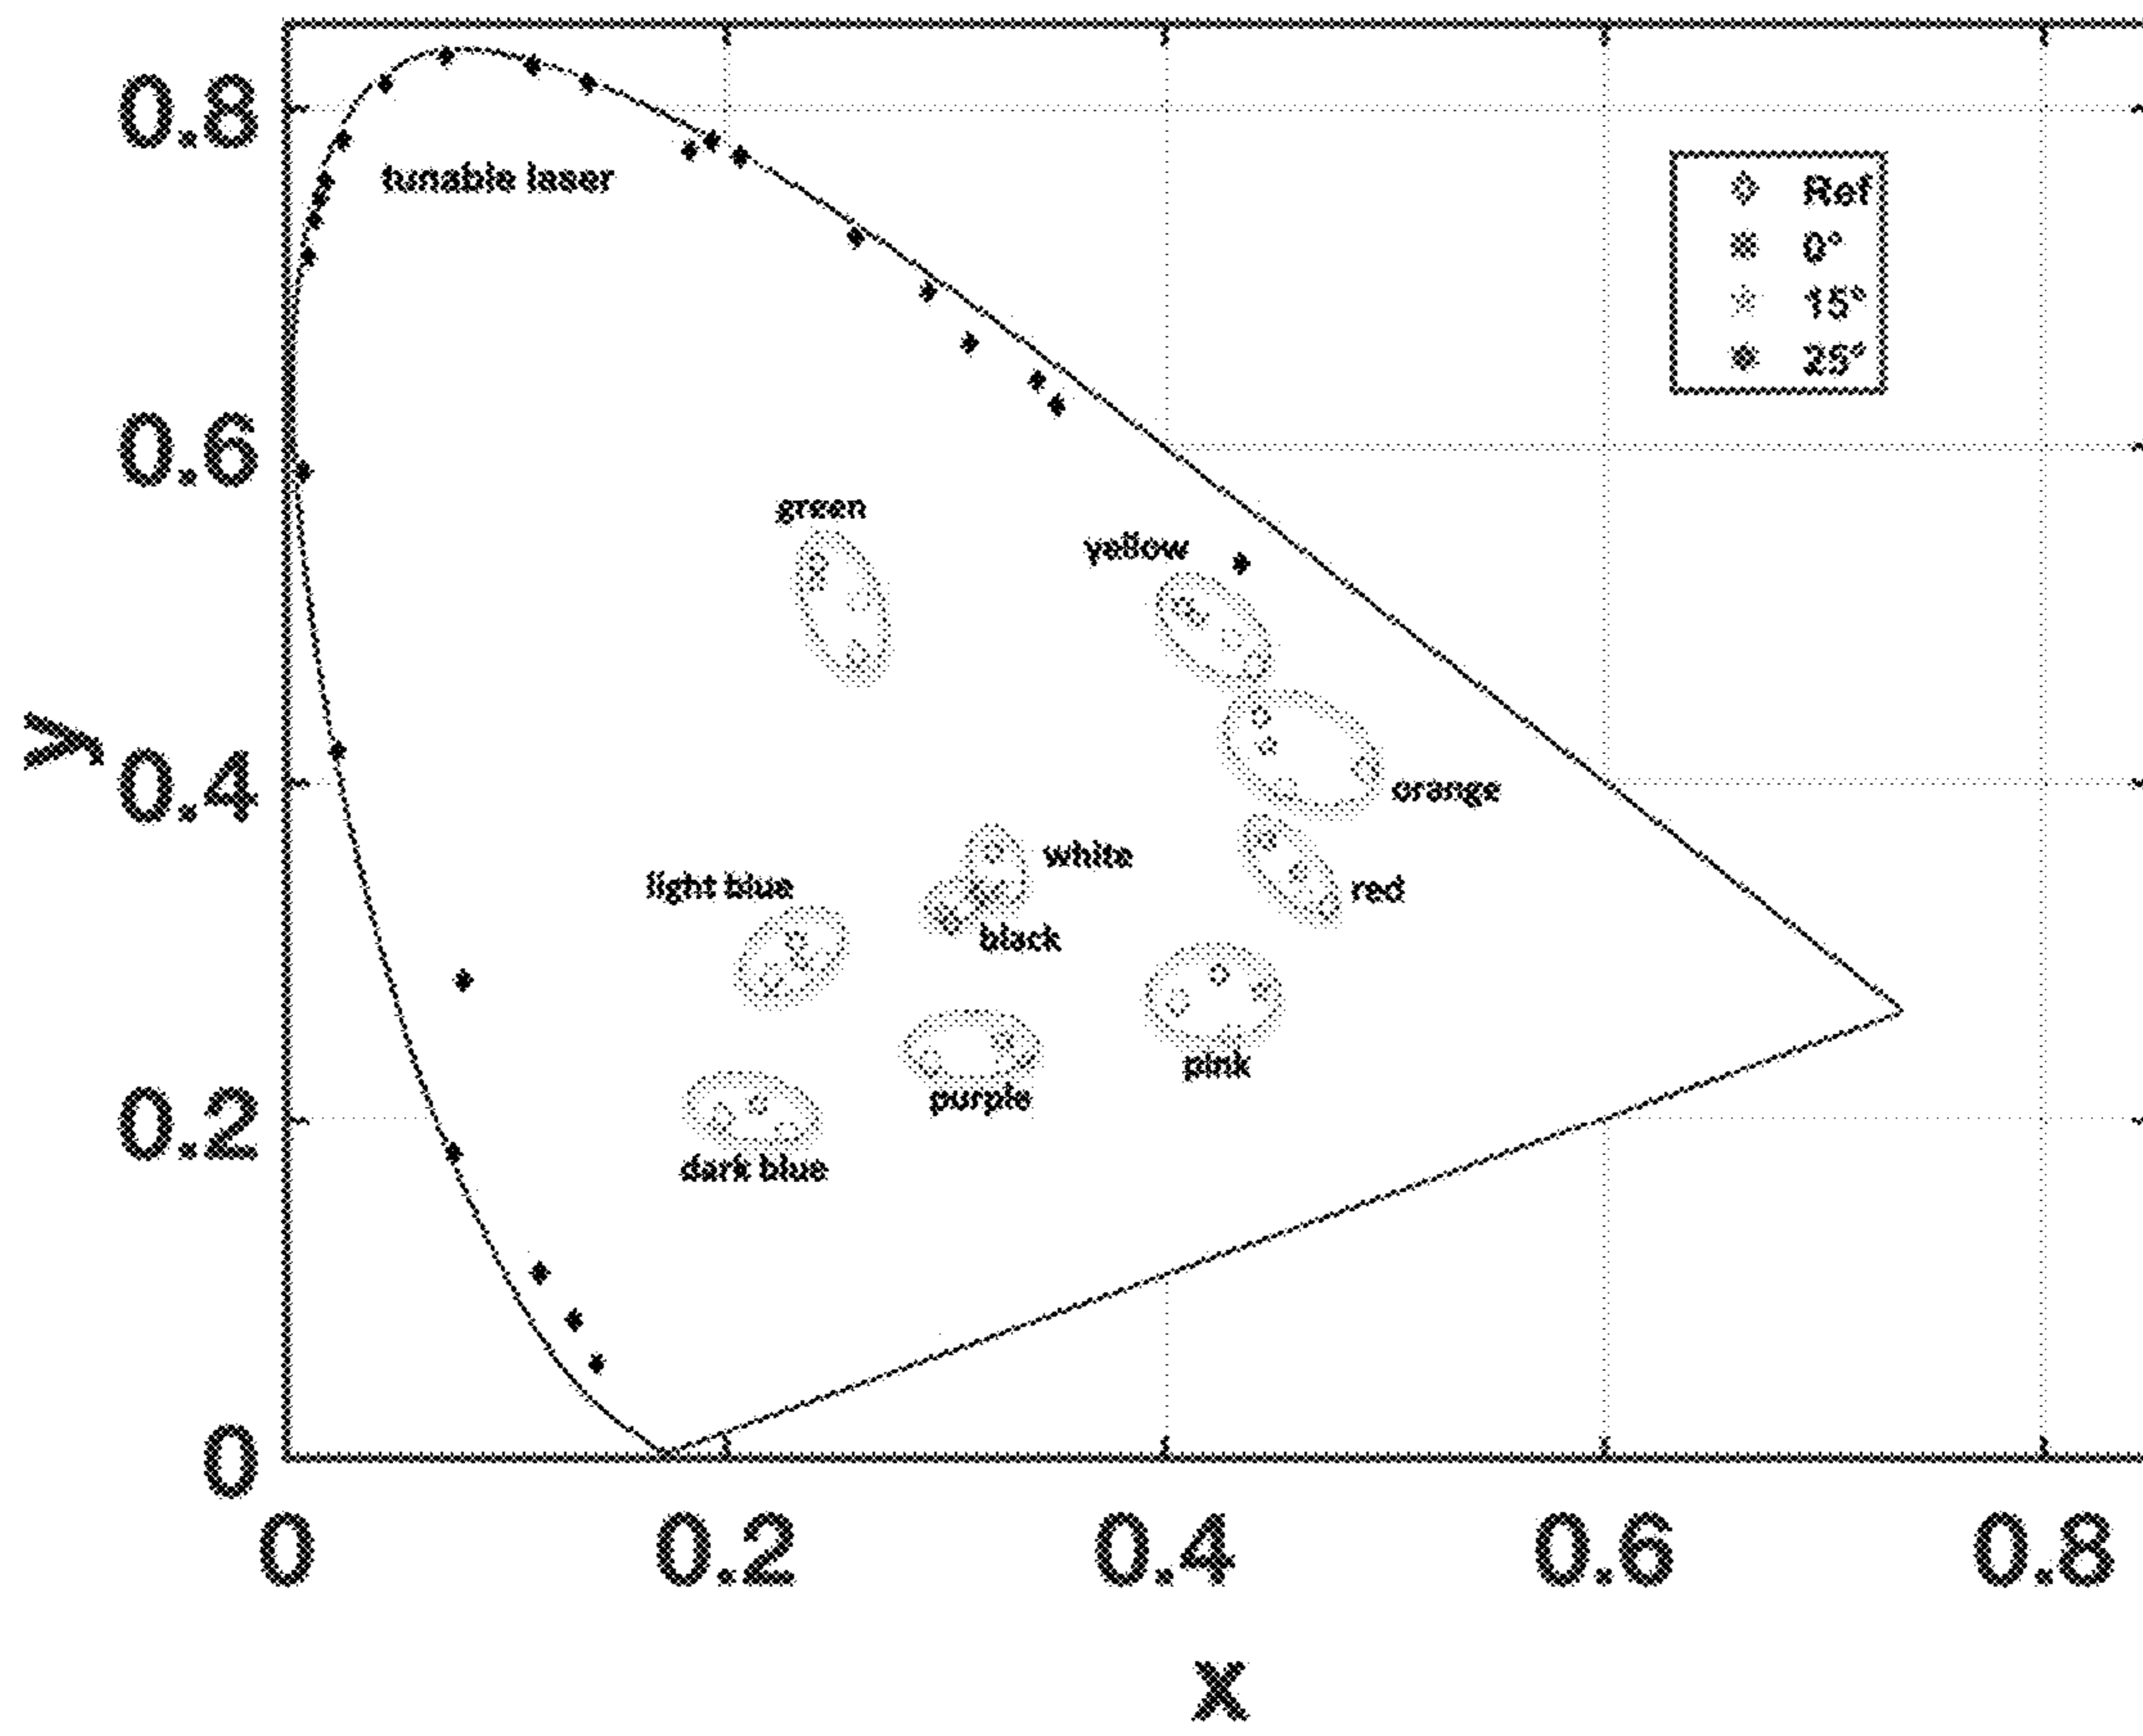 0.8
tunable laser
Ref
0°
15°
25°
0.6
green
yellow
y
0.4
orange
white
light blue
red
black
pink
purple
0.2
dark blue
0
0
0.2
0.4
0.6
0.8
x